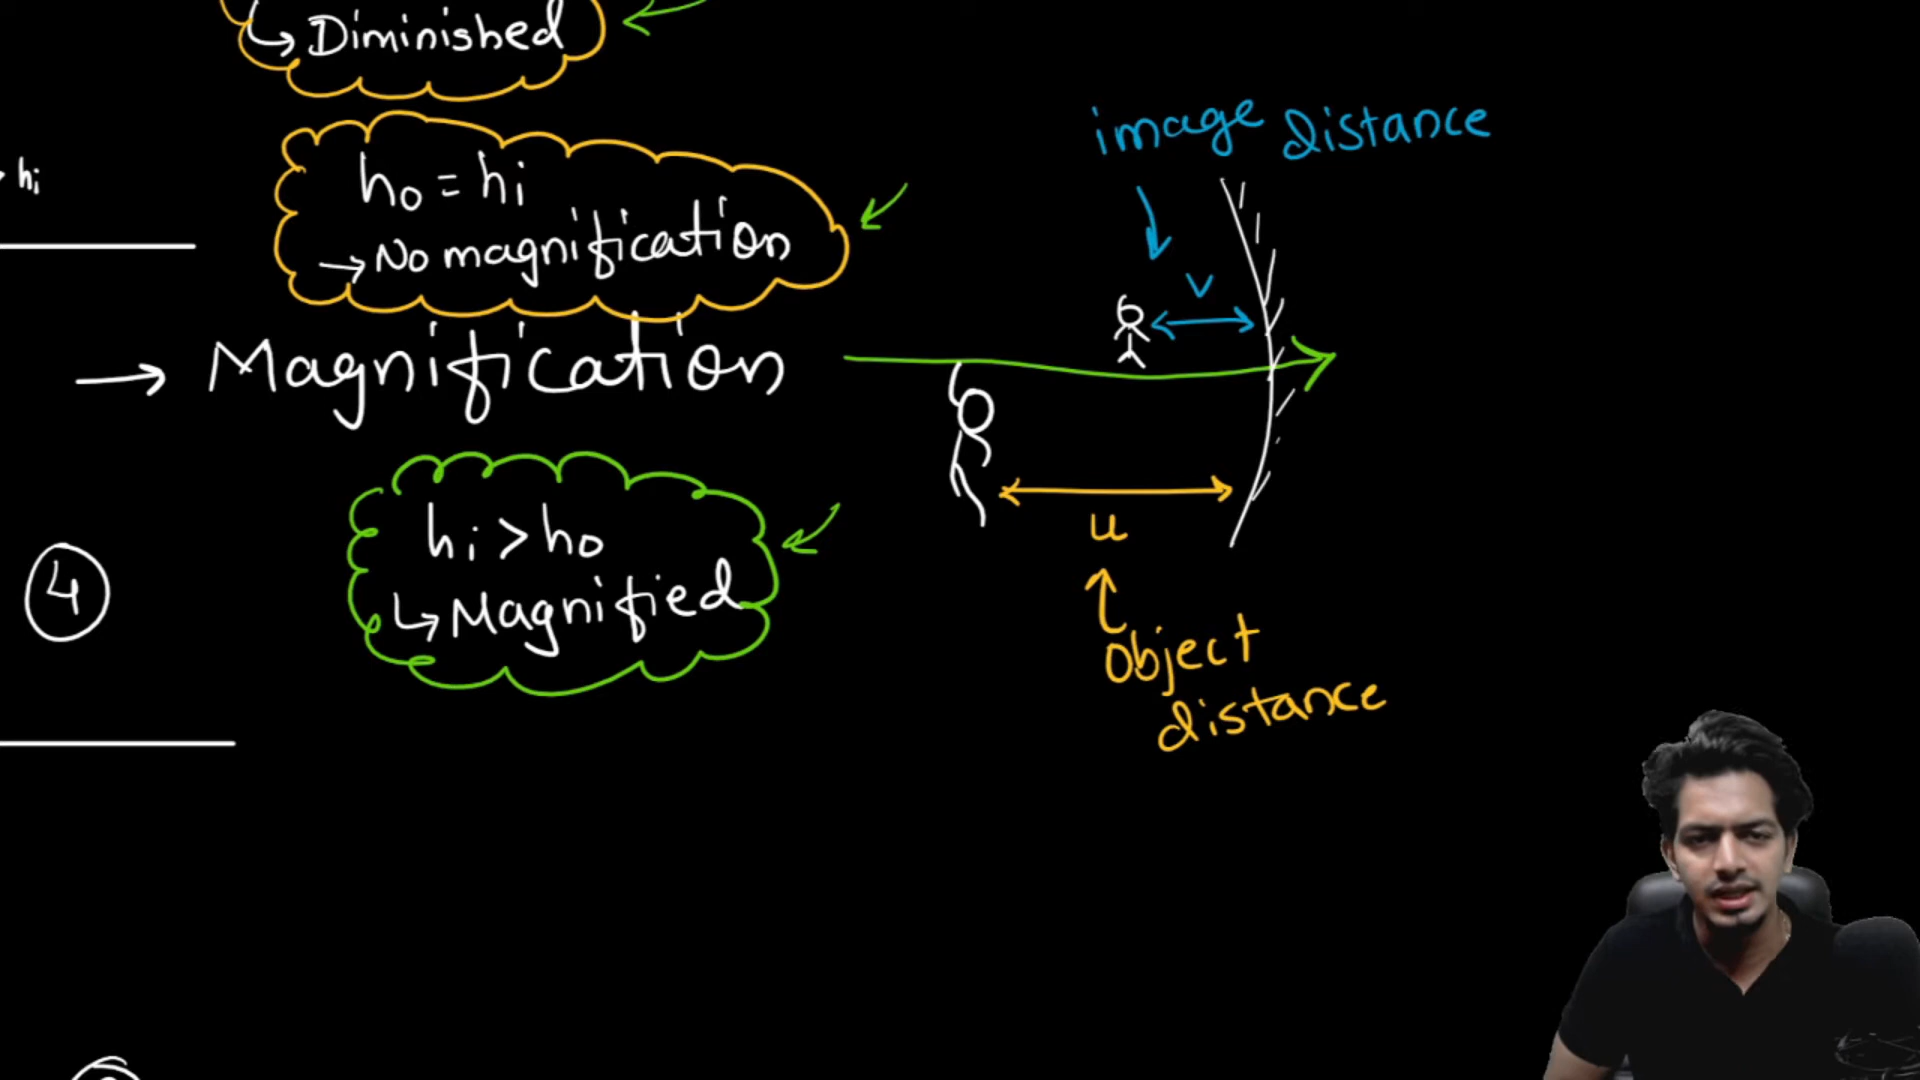 ↳ Diminished
hi
ho = hi
→ No magnification
→ Magnification
hi > ho
↳ Magnified
4
image distance
v
u
Object
distance